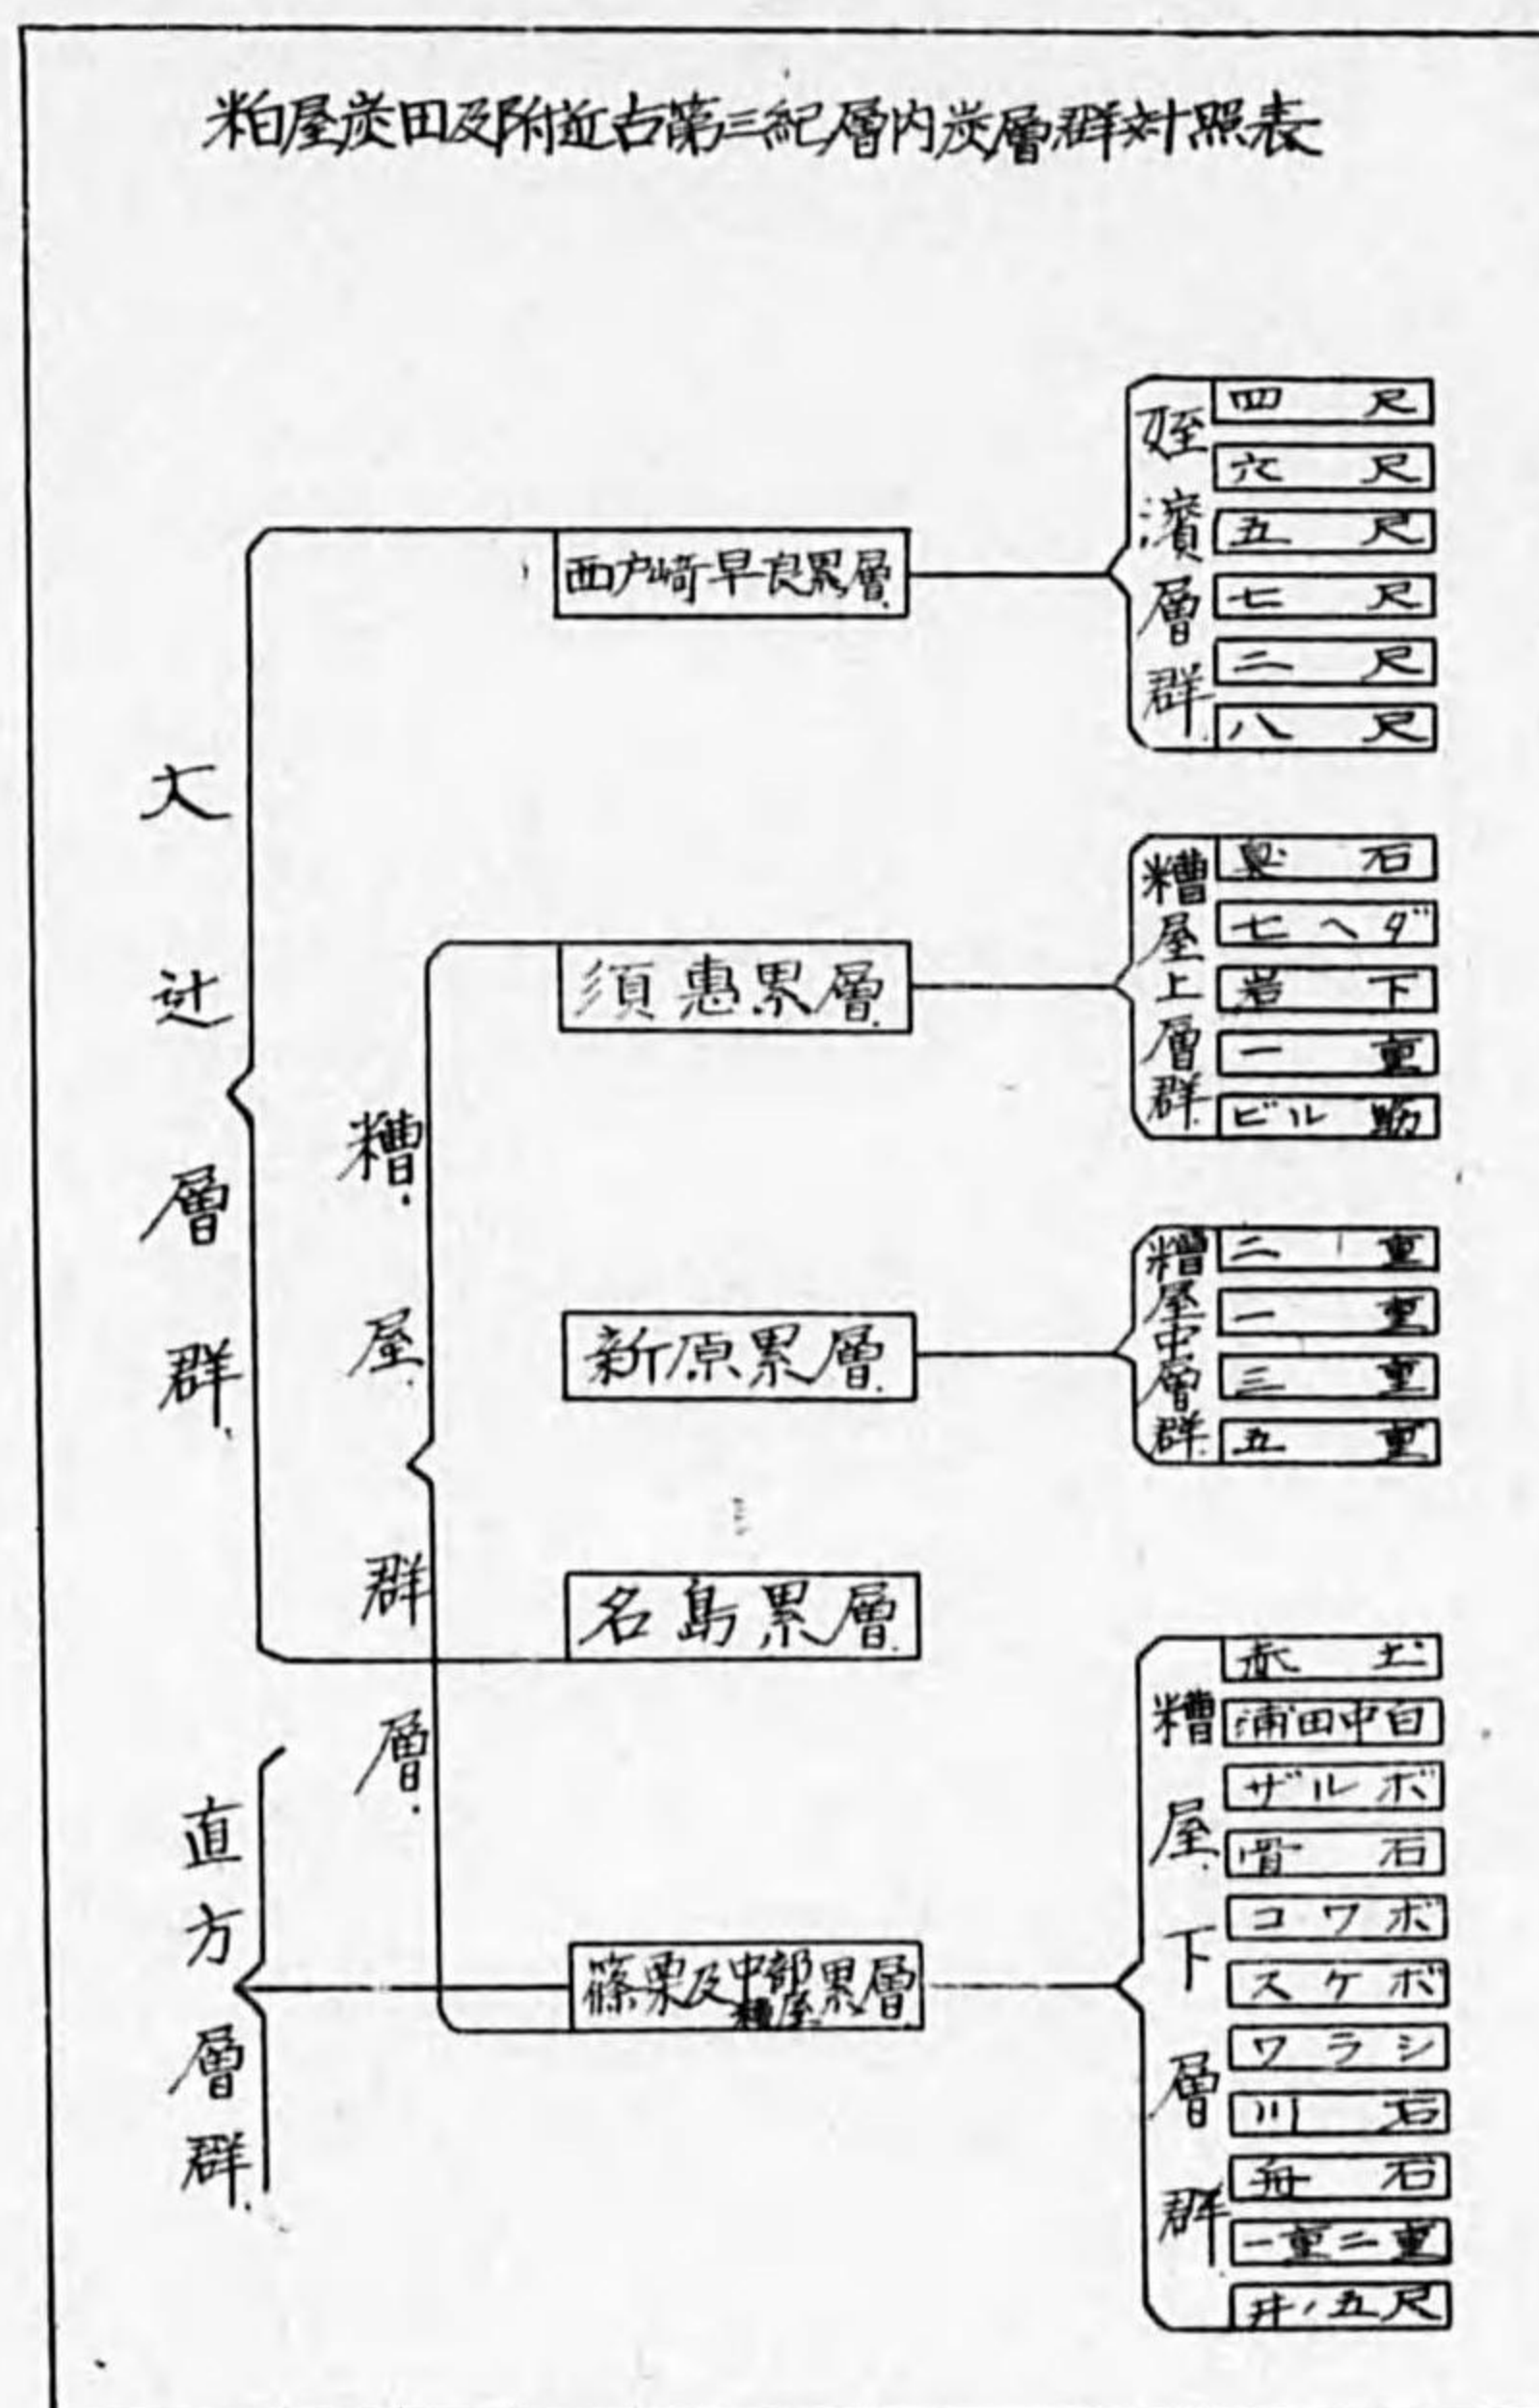 粕屋炭田及附近古第三紀層内炭層群対照表
大辻層群
糟屋群層
直方層群
西戸崎早良累層
姪濱層群
四尺
六尺
五尺
七尺
二尺
八尺
須恵累層
糟屋上層群
奥石
七ヘダ
岩下
一重
ビル
新原累層
糟屋中層群
二重
一重
三重
五重
名島累層
篠栗及中部糟屋累層
糟屋下層群
赤土
浦田中白
ザルボ
骨石
コワボ
スケボ
ワラシ
川石
舟石
一重二重
井ノ五尺